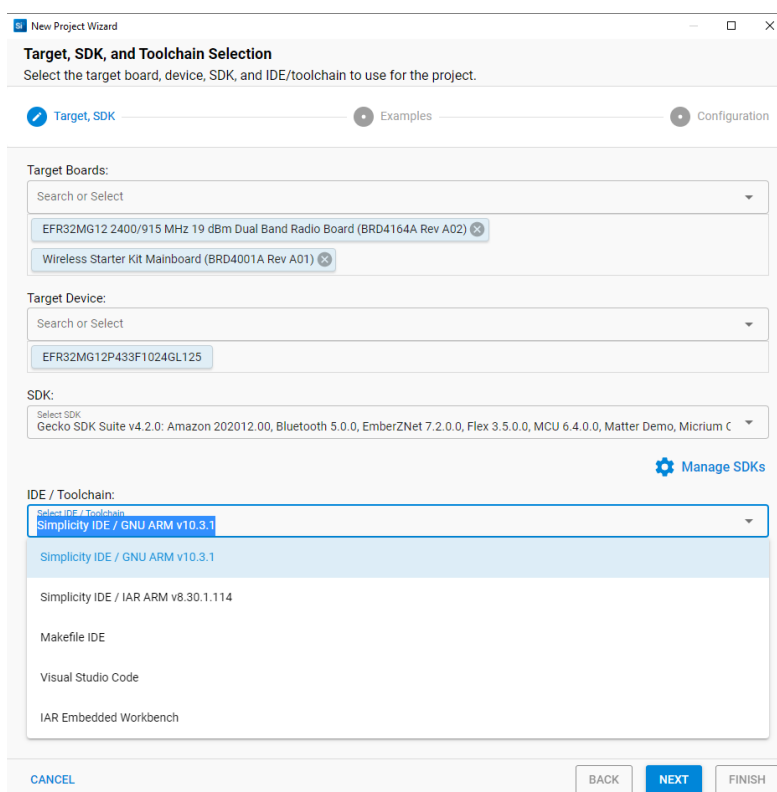 Si New Project Wizard
Target, SDK, and Toolchain Selection
Select the target board, device, SDK, and IDE/toolchain to use for the project.
Target, SDK
Examples
Configuration
Target Boards:
Search or Select
EFR32MG12 2400/915 MHz 19 dBm Dual Band Radio Board (BRD4164A Rev A02)
Wireless Starter Kit Mainboard (BRD4001A Rev A01)
Target Device:
Search or Select
EFR32MG12P433F1024GL125
SDK:
Select SDK
Gecko SDK Suite v4.2.0: Amazon 202012.00, Bluetooth 5.0.0, EmberZNet 7.2.0.0, Flex 3.5.0.0, MCU 6.4.0.0, Matter Demo, Micrium
Manage SDKs
IDE / Toolchain:
Select IDE / Toolchain
Simplicity IDE / GNU ARM v10.3.1
Simplicity IDE / GNU ARM v10.3.1
Simplicity IDE / IAR ARM v8.30.1.114
Makefile IDE
Visual Studio Code
IAR Embedded Workbench
CANCEL
BACK
NEXT
FINISH